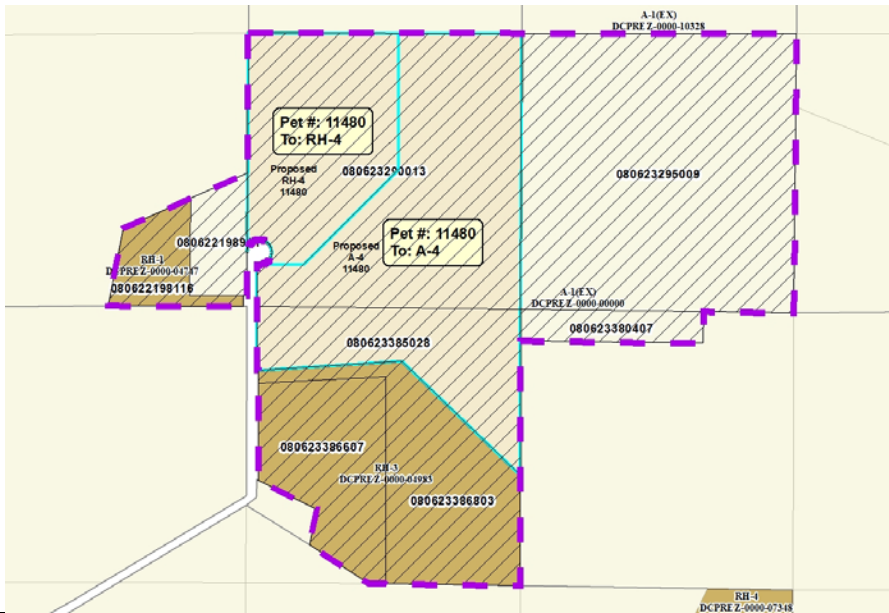 A-1(EX)
DCPREZ-0000-10328
Pet #: 11480
To: RH-4
Proposed
RH-4
11480
080623290013
080623295009
Pet #: 11480
To: A-4
Proposed
A-4
11480
0806221989
RH-1
DCPREZ-0000-04787
080622198116
A-1(EX)
DCPREZ-0000-00000
080623380407
080623385028
080623386607
RH-3
DCPREZ-0000-04983
080623386803
RH-4
DCPREZ-0000-07348